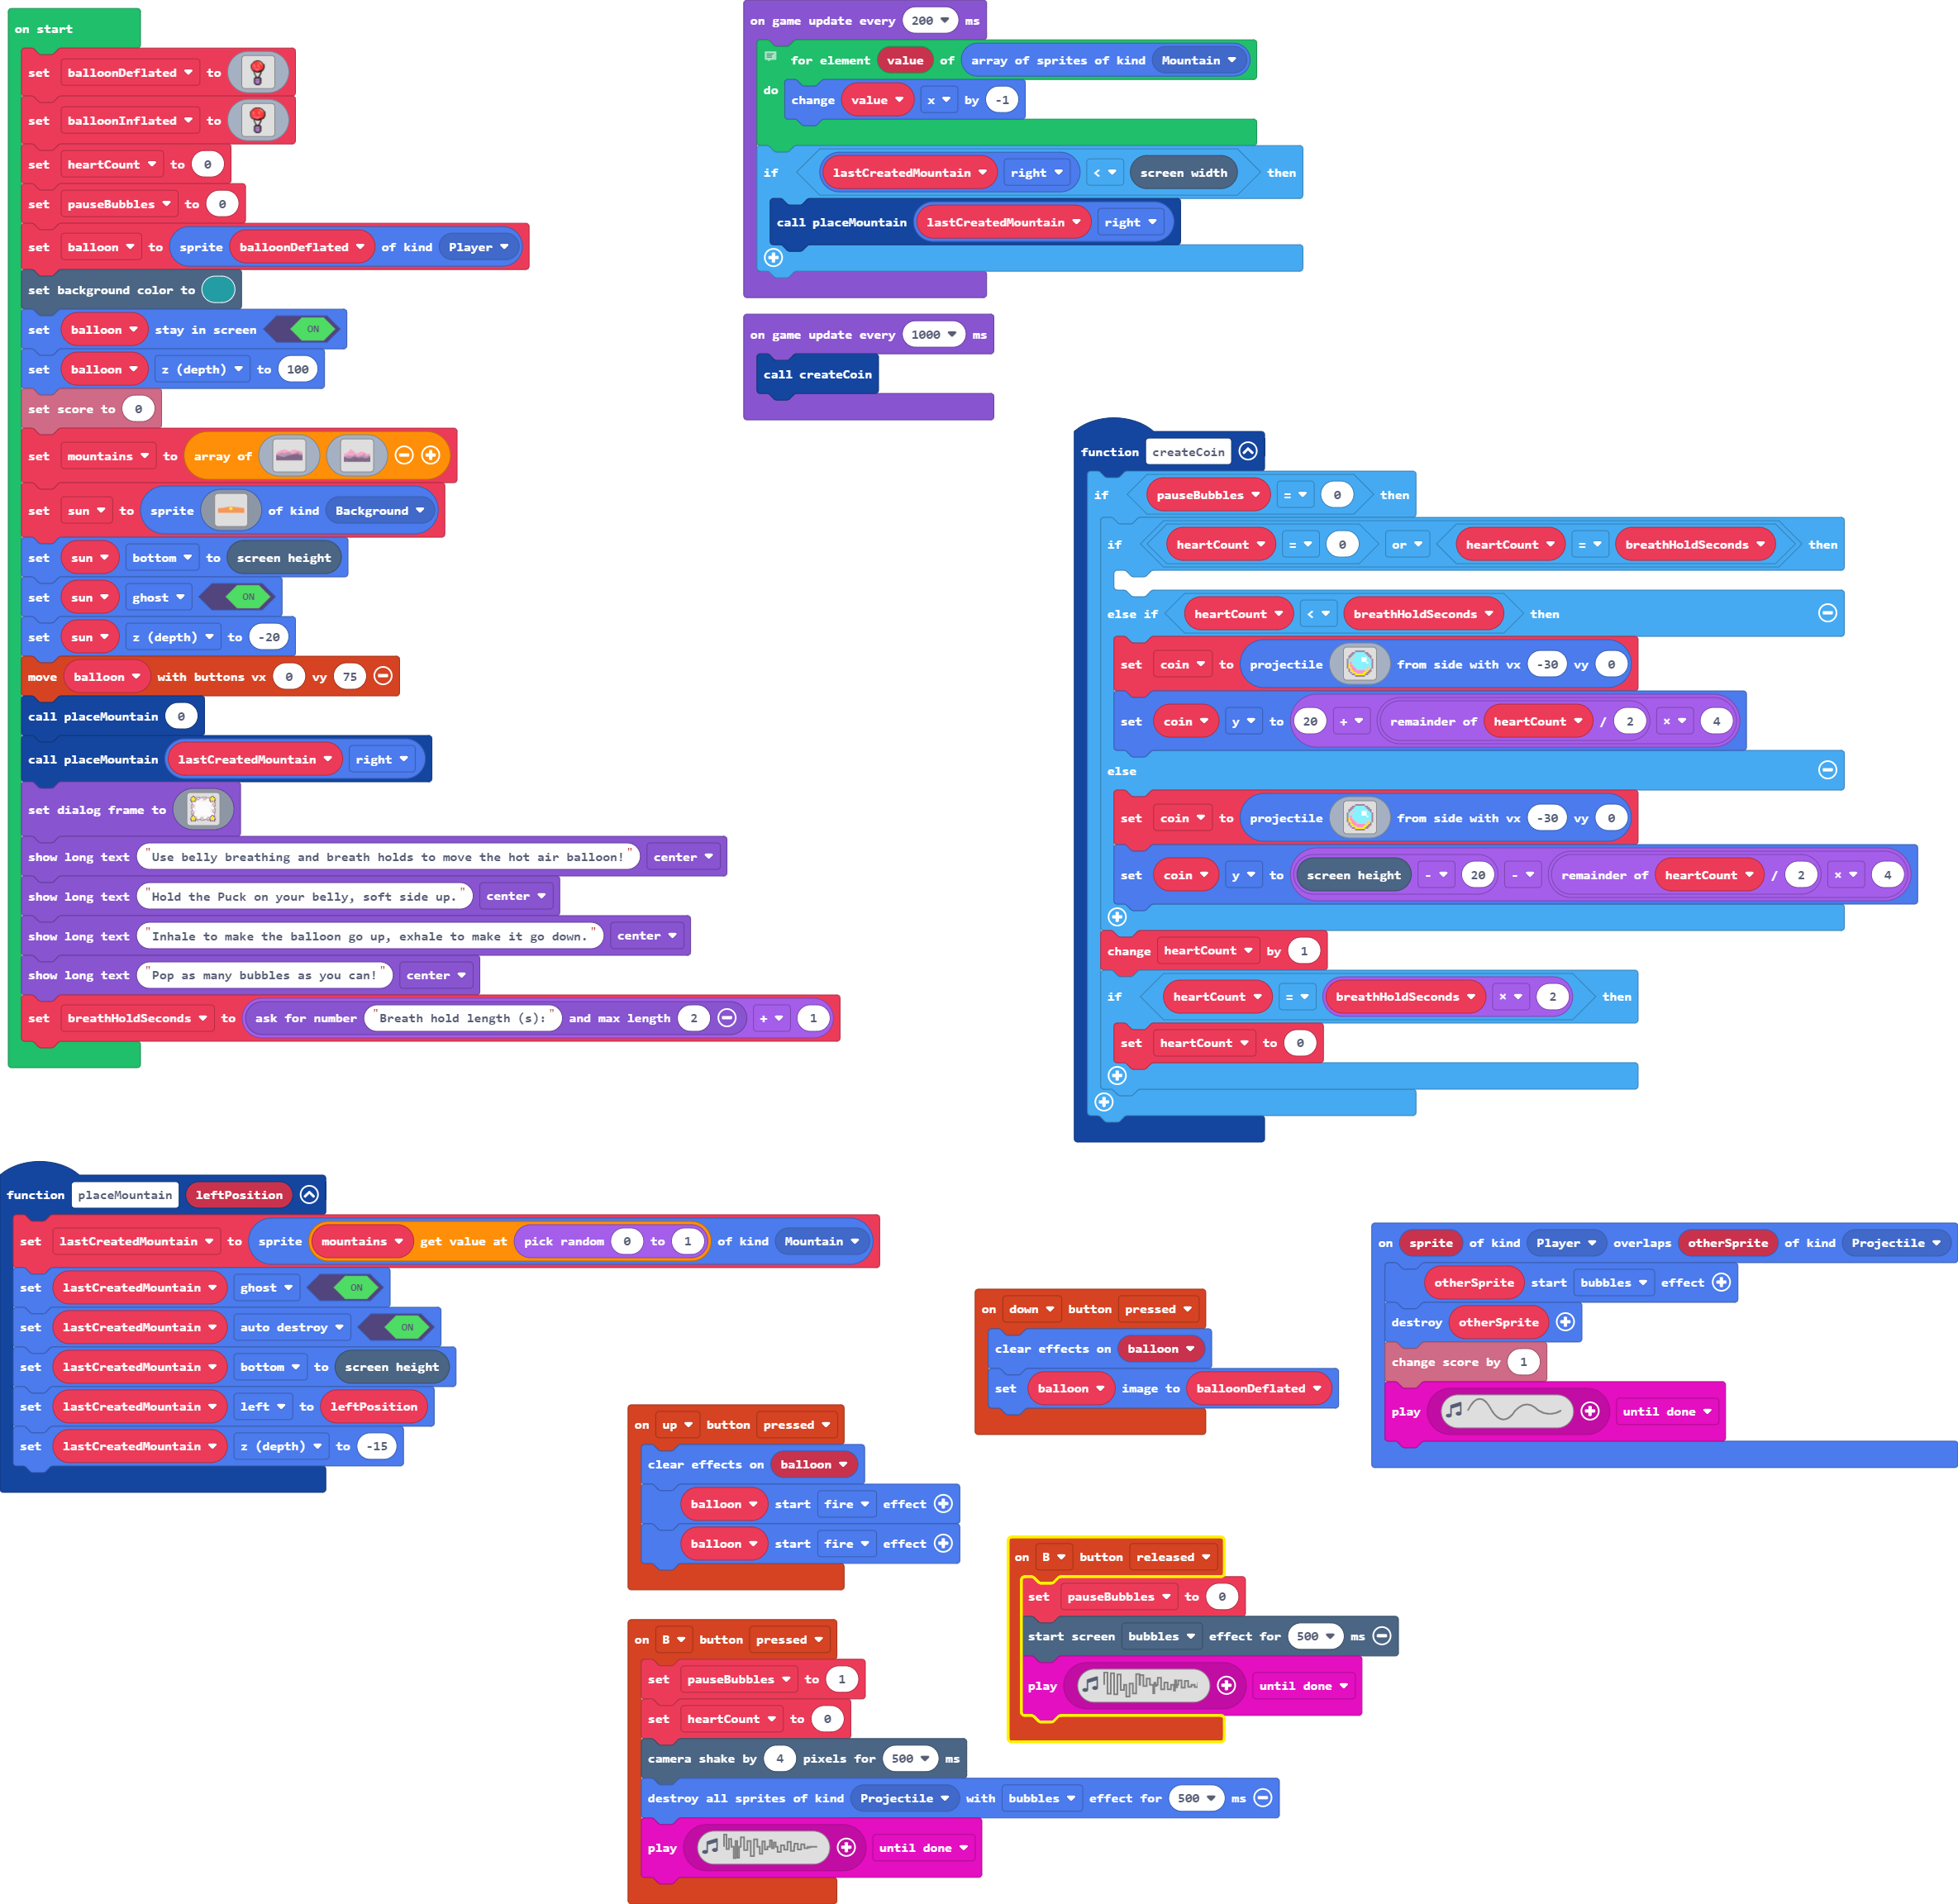 on start
set balloonDeflated to
set balloonInflated to
set heartCount to 0
set pauseBubbles to 0
set balloon to sprite balloonDeflated of kind Player
set background color to
set balloon stay in screen ON
set balloon z (depth) to 100
set score to 0
set mountains to array of
set sun to sprite of kind Background
set sun bottom to screen height
set sun ghost ON
set sun z (depth) to -20
move balloon with buttons vx 0 vy 75
call placeMountain 0
call placeMountain lastCreatedMountain right
set dialog frame to
show long text "Use belly breathing and breath holds to move the hot air balloon!" center
show long text "Hold the Puck on your belly, soft side up." center
show long text "Inhale to make the balloon go up, exhale to make it go down." center
show long text "Pop as many bubbles as you can!" center
set breathHoldSeconds to ask for number "Breath hold length (s):" and max length 2 + 1
on game update every 200 ms
for element value of array of sprites of kind Mountain
do change value x by -1
if lastCreatedMountain right < screen width then
call placeMountain lastCreatedMountain right
on game update every 1000 ms
call createCoin
function createCoin
if pauseBubbles = 0 then
if heartCount = 0 or heartCount = breathHoldSeconds then
else if heartCount < breathHoldSeconds then
set coin to projectile from side with vx -30 vy 0
set coin y to 20 + remainder of heartCount / 2 × 4
else
set coin to projectile from side with vx -30 vy 0
set coin y to screen height - 20 - remainder of heartCount / 2 × 4
change heartCount by 1
if heartCount = breathHoldSeconds × 2 then
set heartCount to 0
function placeMountain leftPosition
set lastCreatedMountain to sprite mountains get value at pick random 0 to 1 of kind Mountain
set lastCreatedMountain ghost ON
set lastCreatedMountain auto destroy ON
set lastCreatedMountain bottom to screen height
set lastCreatedMountain left to leftPosition
set lastCreatedMountain z (depth) to -15
on up button pressed
clear effects on balloon
balloon start fire effect
balloon start fire effect
on B button pressed
set pauseBubbles to 1
set heartCount to 0
camera shake by 4 pixels for 500 ms
destroy all sprites of kind Projectile with bubbles effect for 500 ms
play until done
on down button pressed
clear effects on balloon
set balloon image to balloonDeflated
on B button released
set pauseBubbles to 0
start screen bubbles effect for 500 ms
play until done
on sprite of kind Player overlaps otherSprite of kind Projectile
otherSprite start bubbles effect
destroy otherSprite
change score by 1
play until done